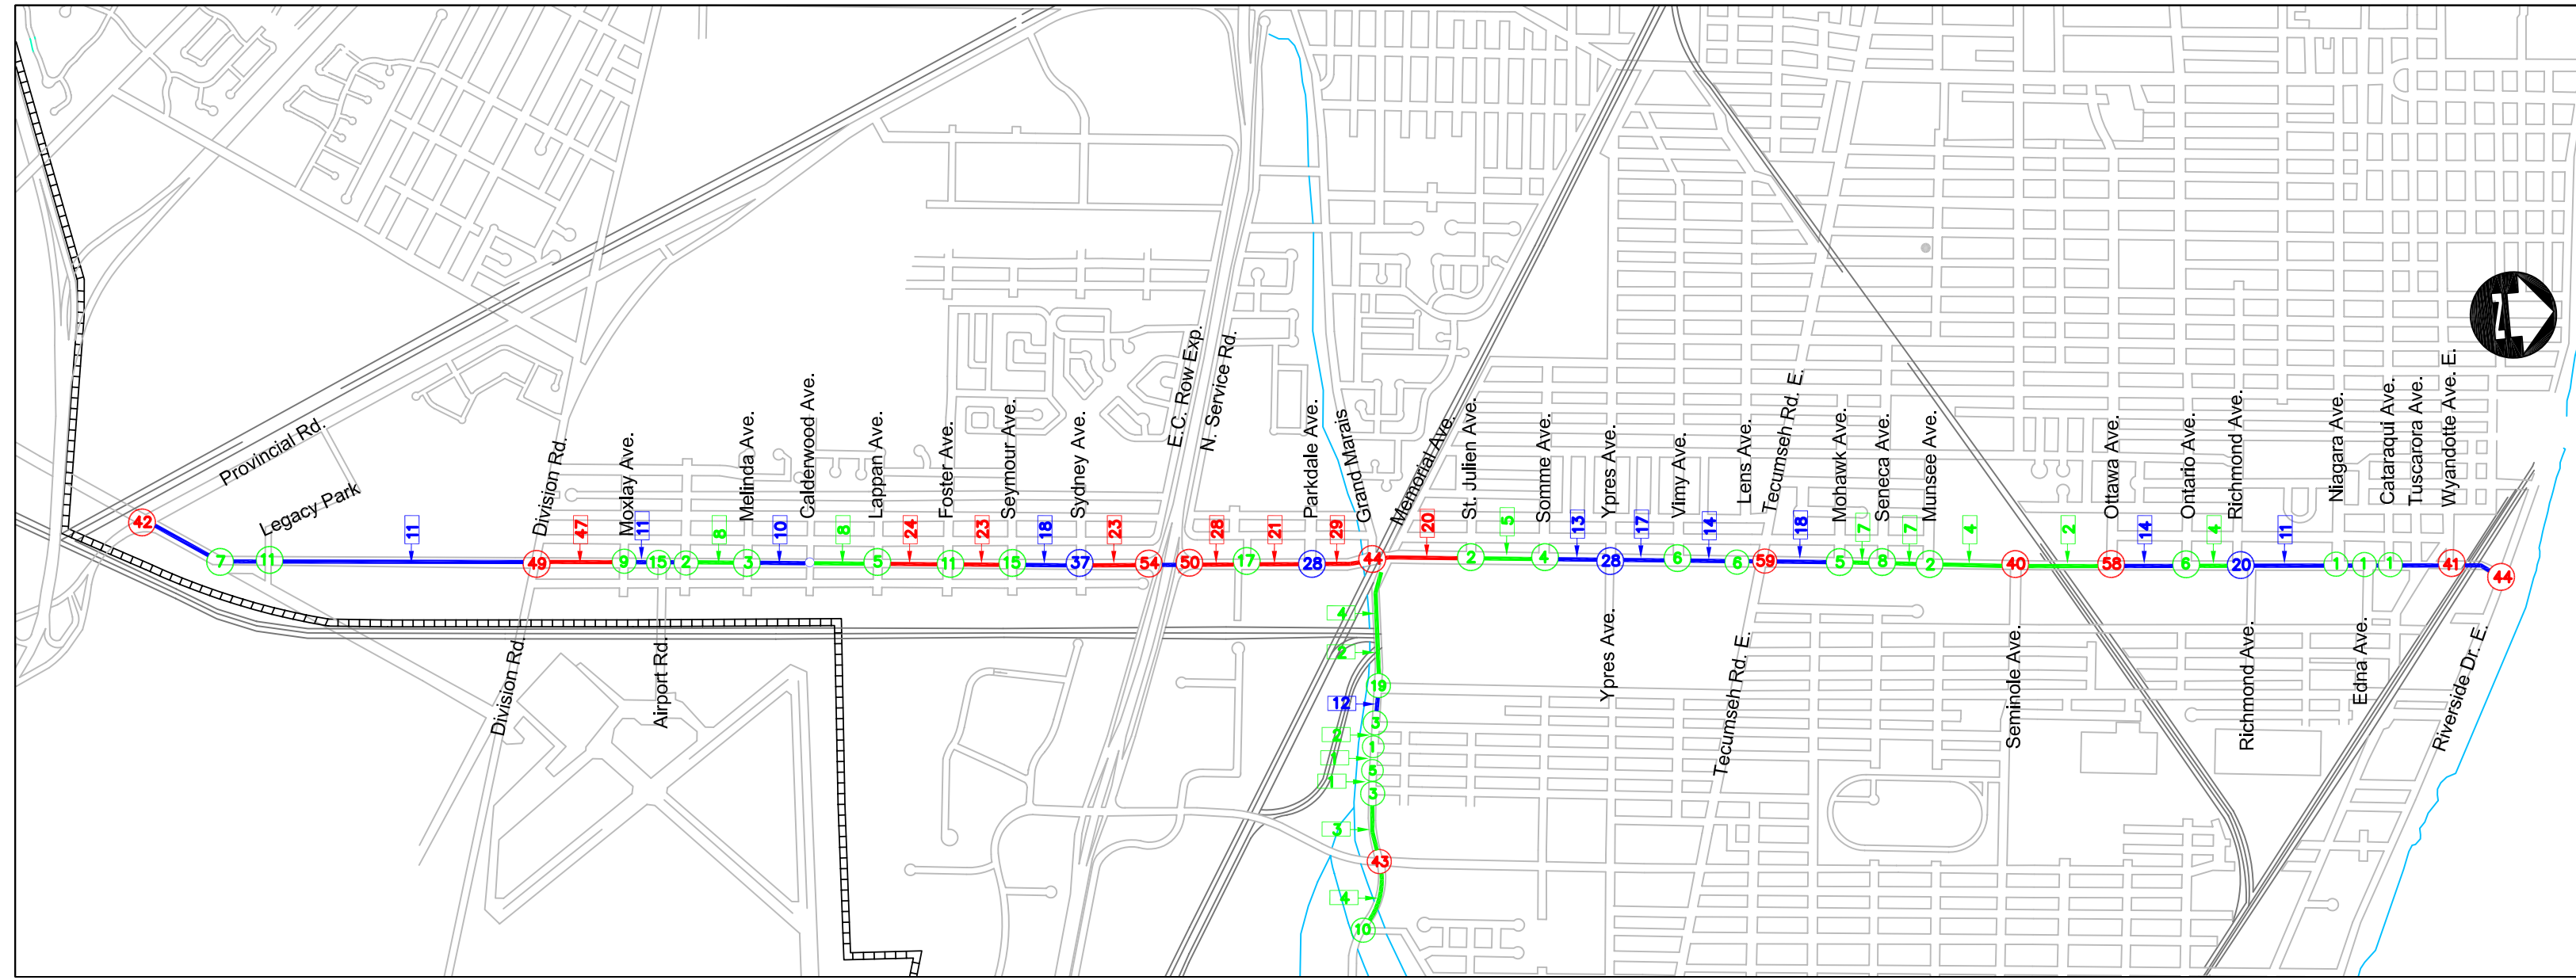 Provincial Rd.
Legacy Park
Division Rd.
Moxlay Ave.
Melinda Ave.
Calderwood Ave.
Lappan Ave.
Foster Ave.
Seymour Ave.
Sydney Ave.
E.C. Row Exp.
N. Service Rd.
Parkdale Ave.
Grand Marais
Memorial Ave.
St. Julien Ave.
Somme Ave.
Ypres Ave.
Vimy Ave.
Lens Ave.
Tecumseh Rd. E.
Mohawk Ave.
Seneca Ave.
Munsee Ave.
Ottawa Ave.
Ontario Ave.
Richmond Ave.
Niagara Ave.
Cataraqui Ave.
Tuscarora Ave.
Wyandotte Ave. E.
11
47
11
8
10
8
24
23
18
23
28
21
29
20
5
13
17
14
18
7
7
4
2
14
4
11
42
7
11
49
9
15
2
3
5
11
15
37
54
50
17
28
44
2
4
28
6
6
59
5
8
2
40
58
6
20
1
1
1
41
44
4
2
19
12
3
2
1
1
5
1
3
3
43
4
10
Division Rd.
Airport Rd.
Ypres Ave.
Tecumseh Rd. E.
Seminole Ave.
Richmond Ave.
Edna Ave.
Riverside Dr. E.
N